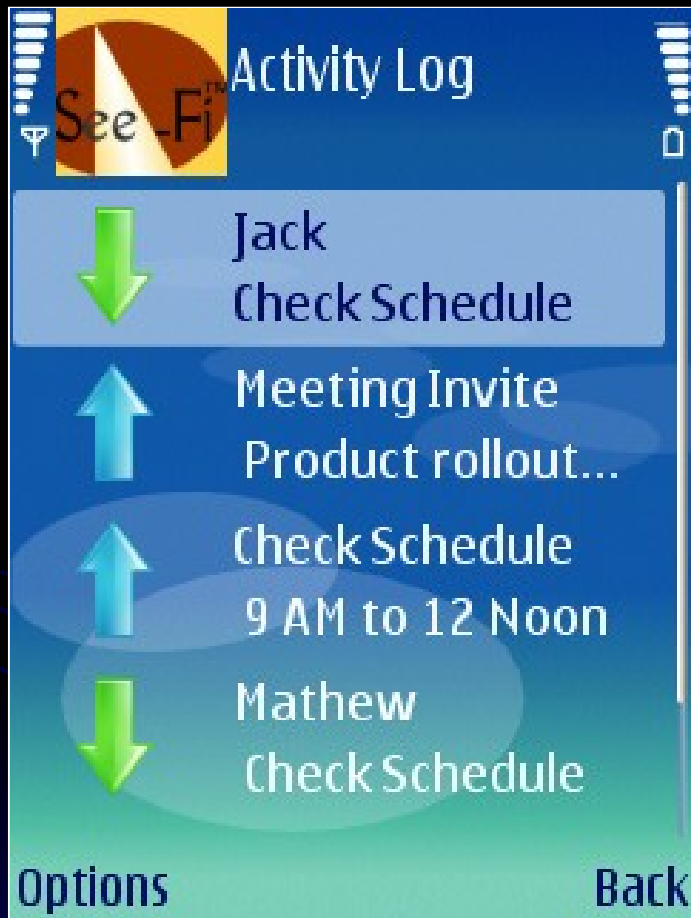 See-Fi™
Activity Log
Jack
Check Schedule
Meeting Invite
Product rollout...
Check Schedule
9 AM to 12 Noon
Mathew
Check Schedule
Options
Back